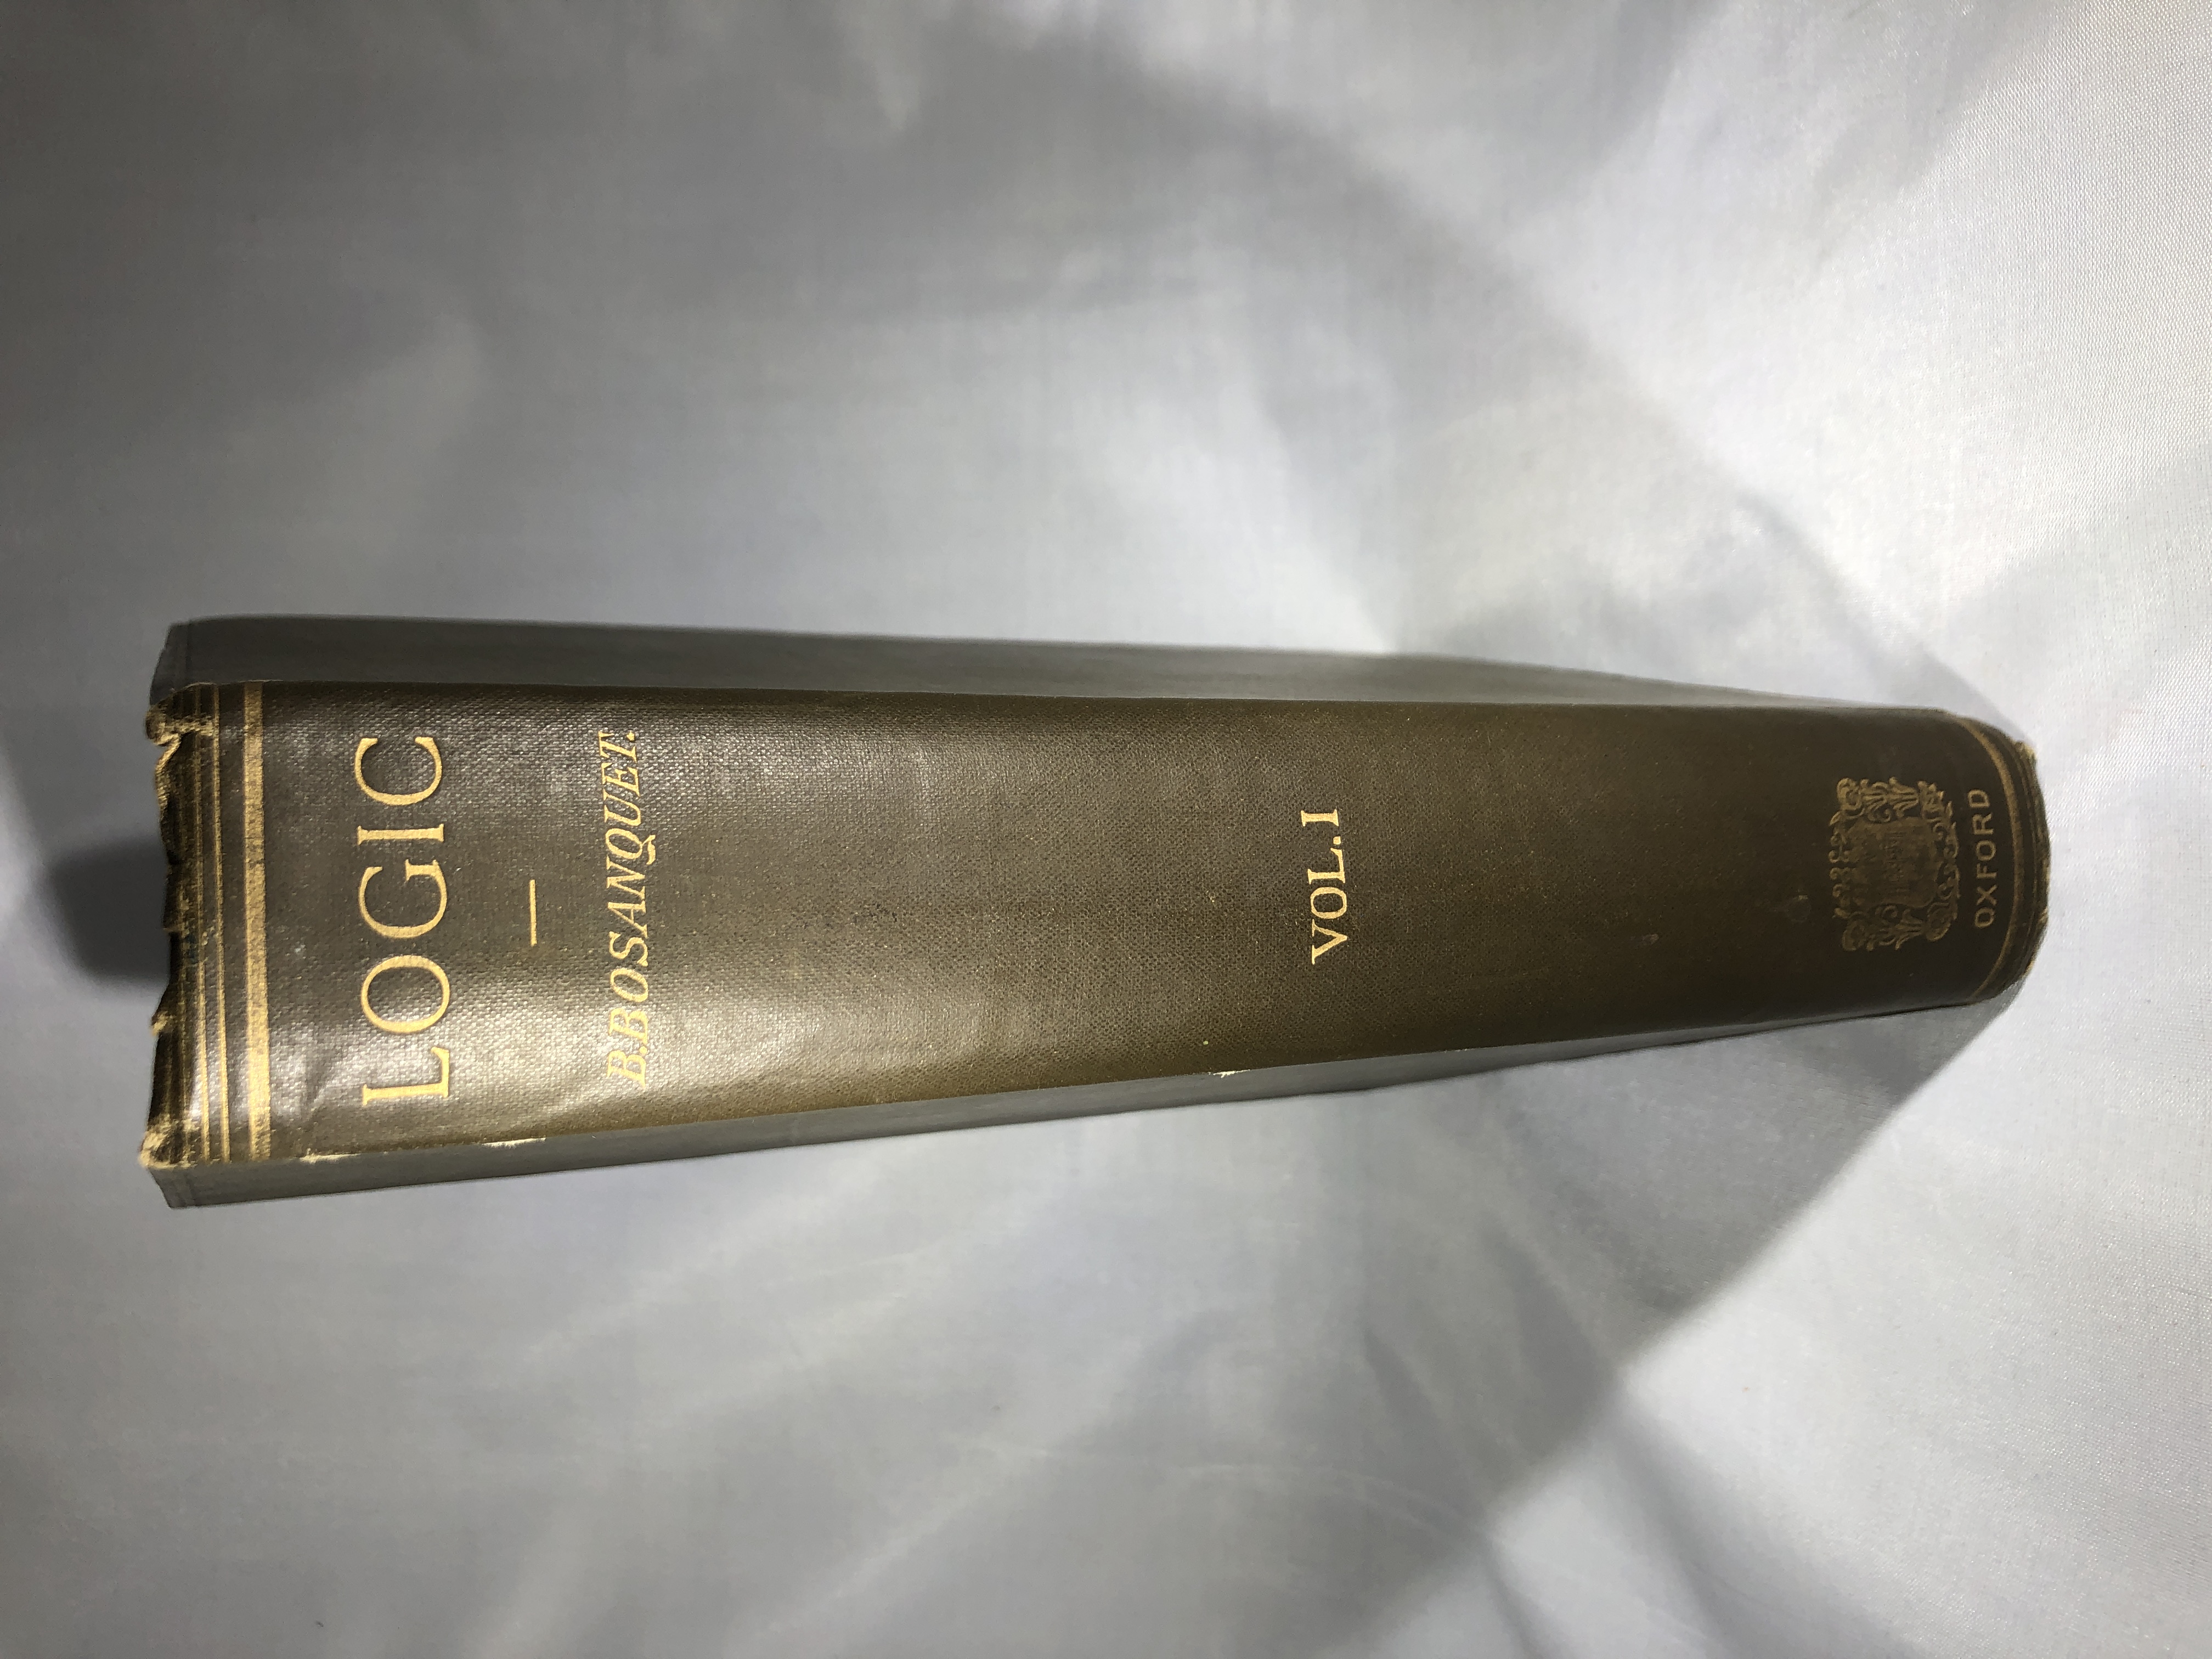 LOGIC
B. BOSANQUET.
VOL. I
OXFORD